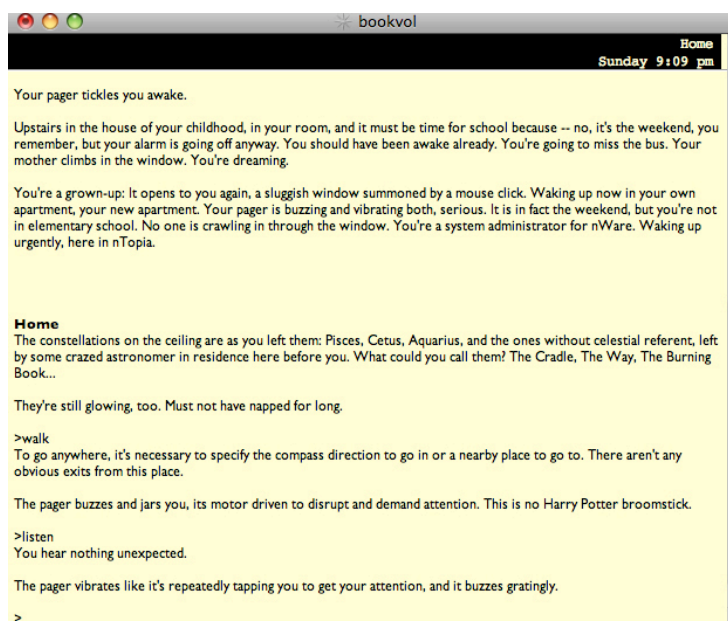 bookvol
Home
Sunday 9:09 pm
Your pager tickles you awake.
Upstairs in the house of your childhood, in your room, and it must be time for school because -- no, it's the weekend, you
remember, but your alarm is going off anyway. You should have been awake already. You're going to miss the bus. Your
mother climbs in the window. You're dreaming.
You're a grown-up: It opens to you again, a sluggish window summoned by a mouse click. Waking up now in your own
apartment, your new apartment. Your pager is buzzing and vibrating both, serious. It is in fact the weekend, but you're not
in elementary school. No one is crawling in through the window. You're a system administrator for nWare. Waking up
urgently, here in nTopia.
Home
The constellations on the ceiling are as you left them: Pisces, Cetus, Aquarius, and the ones without celestial referent, left
by some crazed astronomer in residence here before you. What could you call them? The Cradle, The Way, The Burning
Book...
They're still glowing, too. Must not have napped for long.
>walk
To go anywhere, it's necessary to specify the compass direction to go in or a nearby place to go to. There aren't any
obvious exits from this place.
The pager buzzes and jars you, its motor driven to disrupt and demand attention. This is no Harry Potter broomstick.
>listen
You hear nothing unexpected.
The pager vibrates like it's repeatedly tapping you to get your attention, and it buzzes gratingly.
>